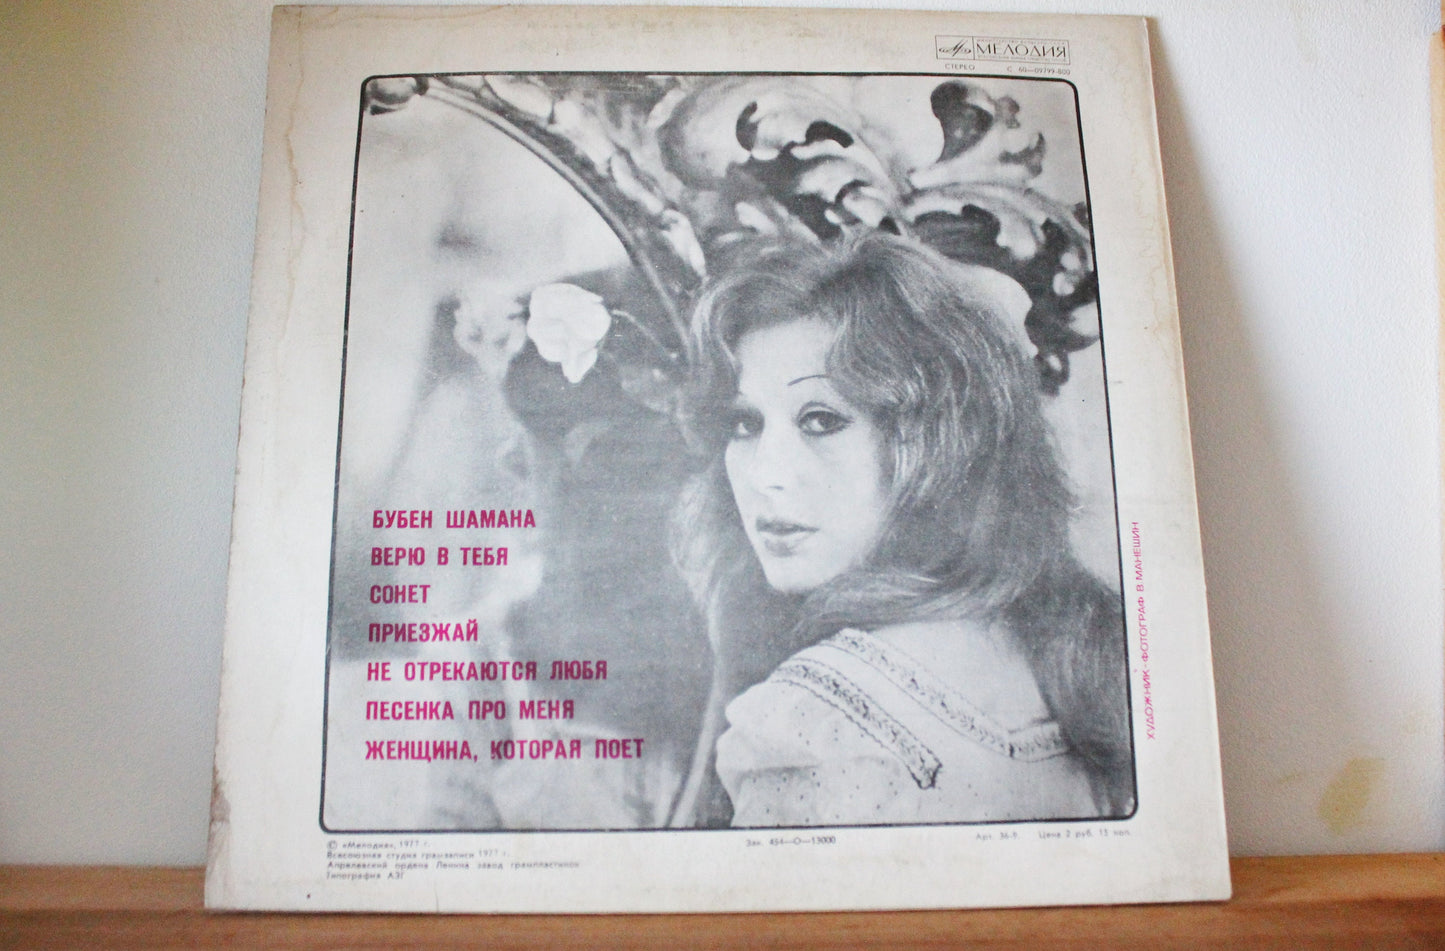 МЕЛОДИЯ
СТЕРЕО С 60—09799-800
БУБЕН ШАМАНА
ВЕРЮ В ТЕБЯ
СОНЕТ
ПРИЕЗЖАЙ
НЕ ОТРЕКАЮТСЯ ЛЮБЯ
ПЕСЕНКА ПРО МЕНЯ
ЖЕНЩИНА, КОТОРАЯ ПОЕТ
ХУДОЖНИК-ФОТОГРАФ В МАНЕШИН
© «Мелодия», 1977 г.
Всесоюзная студия грамзаписи 1977 г.
Апрелевский ордена Ленина завод грампластинок
Типография АЗГ
Зак. 454—О—13000
Арт. 36-9. Цена 2 руб. 15 коп.